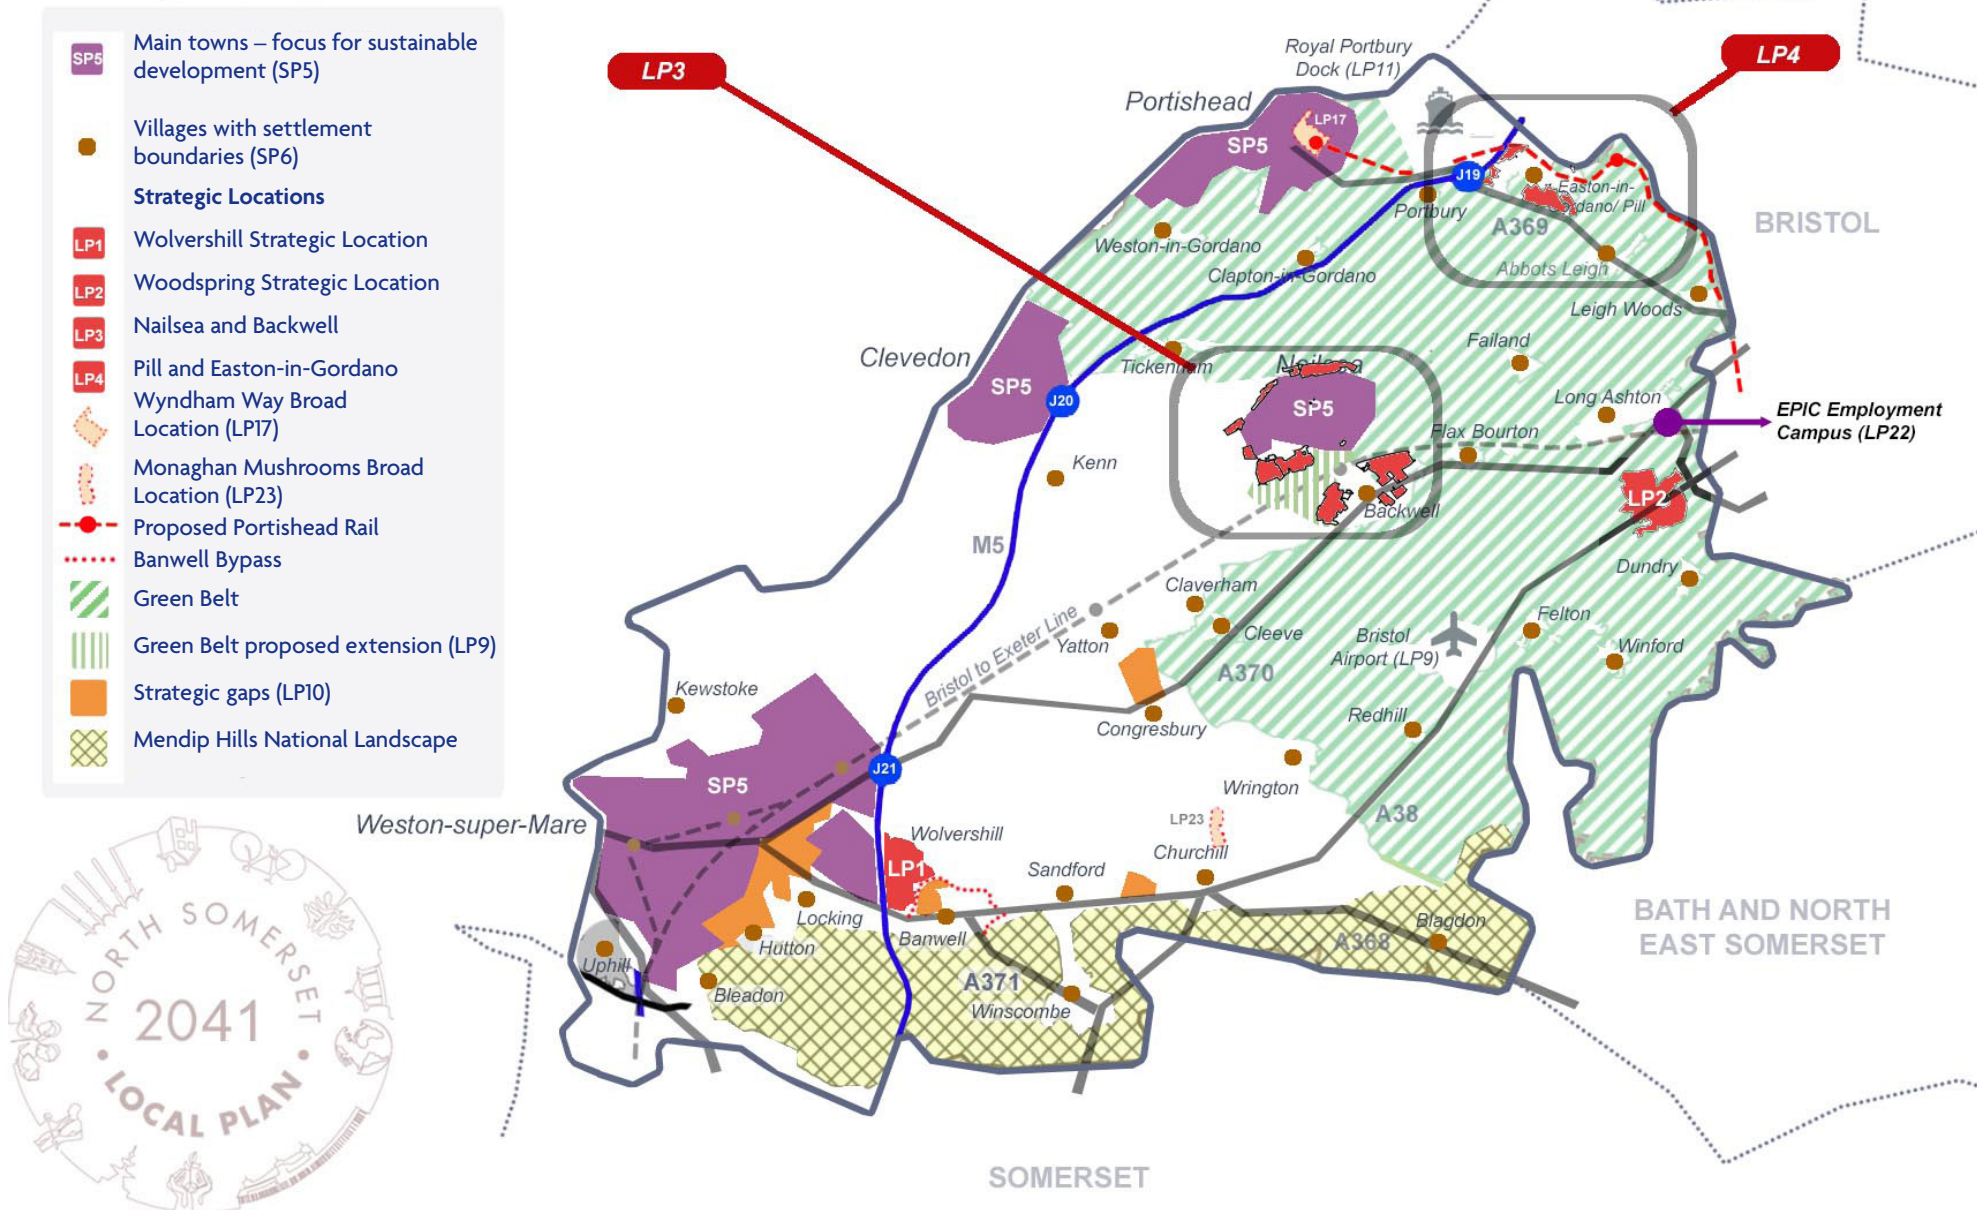 SP5
Main towns – focus for sustainable
development (SP5)
Villages with settlement
boundaries (SP6)
Strategic Locations
LP1
Wolvershill Strategic Location
LP2
Woodspring Strategic Location
LP3
Nailsea and Backwell
LP4
Pill and Easton-in-Gordano
Wyndham Way Broad
Location (LP17)
Monaghan Mushrooms Broad
Location (LP23)
Proposed Portishead Rail
Banwell Bypass
Green Belt
Green Belt proposed extension (LP9)
Strategic gaps (LP10)
Mendip Hills National Landscape
NORTH SOMERSET
2041
• LOCAL PLAN •
LP3
LP4
Royal Portbury
Dock (LP11)
Portishead
LP17
SP5
J19
Easton-in-
Gordano/ Pill
Portbury
A369
BRISTOL
Weston-in-Gordano
Clapton-in-Gordano
Abbots Leigh
Leigh Woods
Failand
Clevedon
Tickenham
Nailsea
SP5
J20
SP5
Long Ashton
EPIC Employment
Campus (LP22)
Flax Bourton
Kenn
LP2
Backwell
M5
Dundry
Claverham
Bristol to Exeter Line
Yatton
Cleeve
Bristol
Airport (LP9)
Felton
Winford
A370
Kewstoke
Congresbury
Redhill
J21
SP5
Wrington
A38
Weston-super-Mare
Wolvershill
LP23
Churchill
LP1
Sandford
Locking
Banwell
Hutton
Blagdon
A368
BATH AND NORTH
EAST SOMERSET
Uphill
Bleadon
A371
Winscombe
SOMERSET